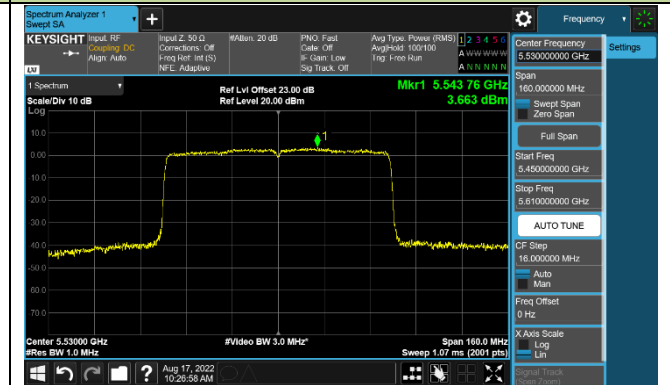 Spectrum Analyzer 1
Swept SA
+
Frequency
KEYSIGHT
Input: RF
Coupling: DC
Align: Auto
Input Z: 50 Ω
Corrections: Off
Freq Ref: Int (S)
NFE: Adaptive
#Atten: 20 dB
PNO: Fast
Gate: Off
IF Gain: Low
Sig Track: Off
Avg Type: Power (RMS)
Avg|Hold: 100/100
Trig: Free Run
1 2 3 4 5 6
A W W W W W
A N N N N N
LXI
1 Spectrum
Scale/Div 10 dB
Log
Ref Lvl Offset 23.00 dB
Ref Level 20.00 dBm
Mkr1 5.543 76 GHz
3.663 dBm
1
10.0
0.00
-10.0
-20.0
-30.0
-40.0
-50.0
-60.0
-70.0
Center 5.53000 GHz
#Res BW 1.0 MHz
#Video BW 3.0 MHz*
Span 160.0 MHz
Sweep 1.07 ms (2001 pts)
Aug 17, 2022
10:26:58 AM
?
Center Frequency
5.530000000 GHz
Settings
Span
160.000000 MHz
Swept Span
Zero Span
Full Span
Start Freq
5.450000000 GHz
Stop Freq
5.610000000 GHz
AUTO TUNE
CF Step
16.000000 MHz
Auto
Man
Freq Offset
0 Hz
X Axis Scale
Log
Lin
Signal Track
(Span Zoom)